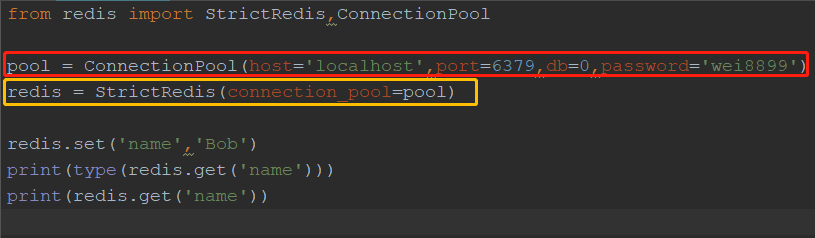 from redis import StrictRedis,ConnectionPool
pool = ConnectionPool(host='localhost',port=6379,db=0,password='wei8899')
redis = StrictRedis(connection_pool=pool)
redis.set('name','Bob')
print(type(redis.get('name')))
print(redis.get('name'))